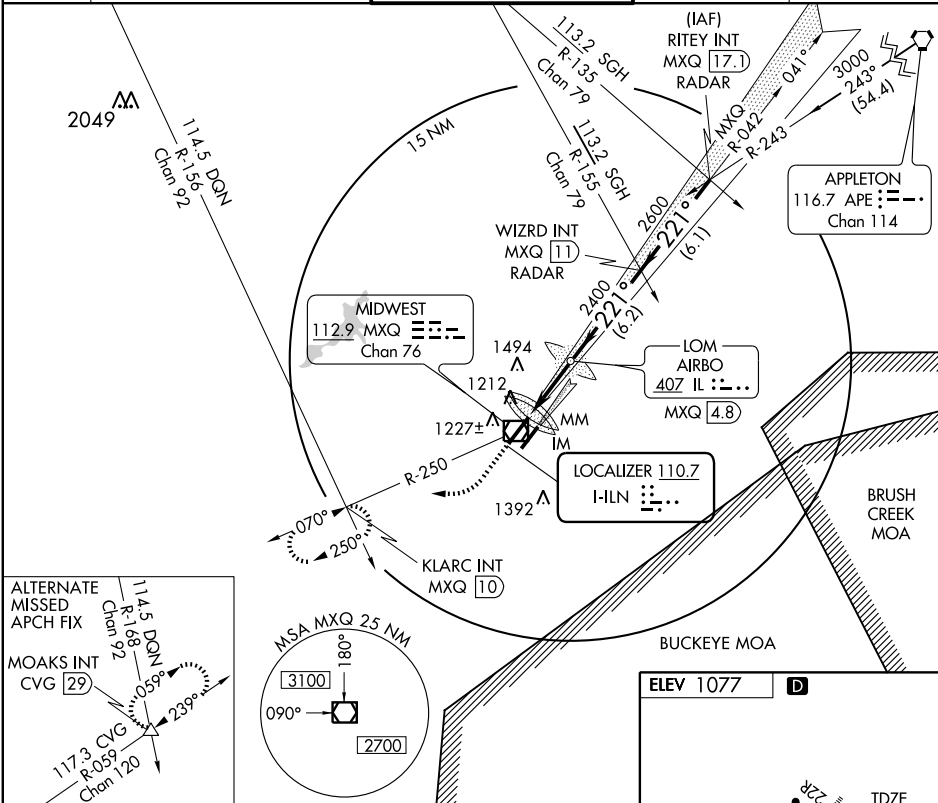 (IAF)
RITEY INT
MXQ 17.1
RADAR
113.2 SGH
R-135
Chan 79
113.2 SGH
R-155
Chan 79
2049
114.5 DQN
R-156
Chan 92
15 NM
MXQ
R-042
041°
3000
243°
(54.4)
R-243
APPLETON
116.7 APE
Chan 114
2600
221°
(6.1)
WIZRD INT
MXQ 11
RADAR
2400
221°
(6.2)
MIDWEST
112.9 MXQ
Chan 76
1494
1212
1227±
LOM
AIRBO
407 IL
MXQ 4.8
MM
IM
R-250
LOCALIZER 110.7
I-ILN
1392
BRUSH
CREEK
MOA
070°
250°
KLARC INT
MXQ 10
ALTERNATE
MISSED
APCH FIX
114.5 DQN
R-168
Chan 92
MOAKS INT
CVG 29
059°
239°
117.3 CVG
R-059
Chan 120
MSA MXQ 25 NM
180°
3100
090°
2700
BUCKEYE MOA
ELEV 1077
D
22R
TDZE